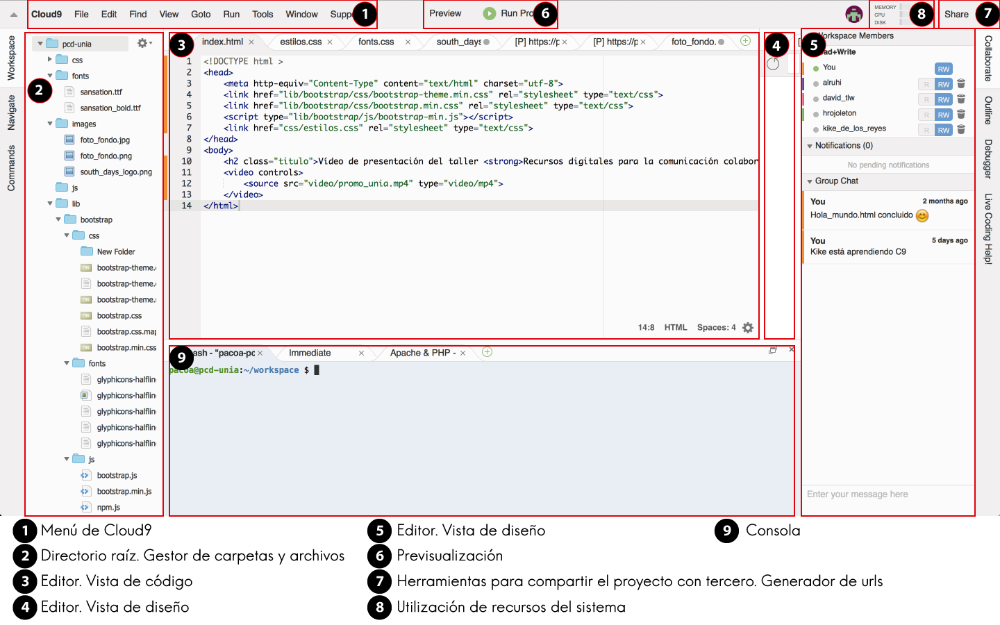 Cloud9 File Edit Find View Goto Run Tools Window Supp 1
Preview Run Pro 6
MEMORY
CPU
DISK
8
Share 7
Workspace
Navigate
Commands
2
pcd-unia
css
fonts
sansation.ttf
sansation_bold.ttf
images
foto_fondo.jpg
foto_fondo.png
south_days_logo.png
js
lib
bootstrap
css
New Folder
bootstrap-theme.
bootstrap-theme.
bootstrap-theme.
bootstrap.css
bootstrap.css.map
bootstrap.min.css
fonts
glyphicons-halflin
glyphicons-halflin
glyphicons-halflin
glyphicons-halflin
glyphicons-halflin
js
bootstrap.js
bootstrap.min.js
npm.js
3 index.html estilos.css fonts.css south_days [P] https://p [P] https://p foto_fondo.
1 <!DOCTYPE html >
2 <head>
3 <meta http-equiv="Content-Type" content="text/html" charset="utf-8">
4 <link href="lib/bootstrap/css/bootstrap-theme.min.css" rel="stylesheet" type="text/css">
5 <link href="lib/bootstrap/css/bootstrap.min.css" rel="stylesheet" type="text/css">
6 <script type="lib/bootstrap/js/bootstrap-min.js"></script>
7 <link href="css/estilos.css" rel="stylesheet" type="text/css">
8 </head>
9 <body>
10 <h2 class="titulo">Vídeo de presentación del taller <strong>Recursos digitales para la comunicación colabor
11 <video controls>
12 <source src="video/promo_unia.mp4" type="video/mp4">
13 </video>
14 </html>
14:8 HTML Spaces: 4
4
9 ash - "pacoa-pc Immediate Apache & PHP -
pacoa@pcd-unia:~/workspace $
5 Workspace Members
ad+Write
You RW
alruhi R RW
david_tlw R RW
hrojoleton R RW
kike_de_los_reyes R RW
Notifications (0)
No pending notifications
Group Chat
You 2 months ago
Hola_mundo.html concluido
You 5 days ago
Kike está aprendiendo C9
Enter your message here
Collaborate
Outline
Debugger
Live Coding Help!
1 Menú de Cloud9
2 Directorio raíz. Gestor de carpetas y archivos
3 Editor. Vista de código
4 Editor. Vista de diseño
5 Editor. Vista de diseño
6 Previsualización
7 Herramientas para compartir el proyecto con tercero. Generador de urls
8 Utilización de recursos del sistema
9 Consola